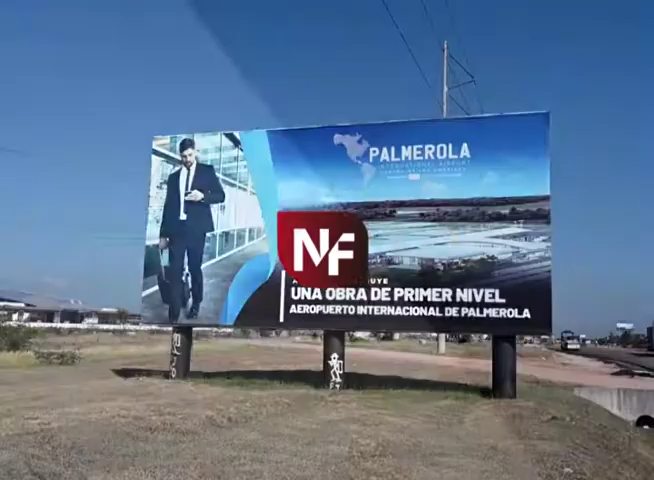 PALMEROLA
INTERNATIONAL AIRPORT
NF
UNA OBRA DE PRIMER NIVEL
AEROPUERTO INTERNACIONAL DE PALMEROLA